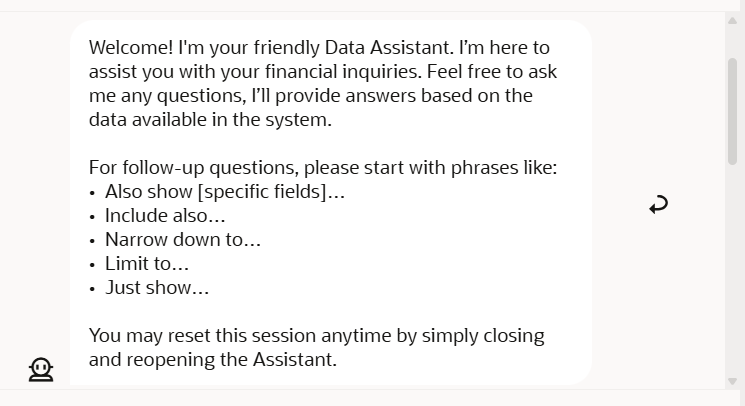 Welcome! I'm your friendly Data Assistant. I’m here to
assist you with your financial inquiries. Feel free to ask
me any questions, I’ll provide answers based on the
data available in the system.
For follow-up questions, please start with phrases like:
• Also show [specific fields]...
• Include also...
• Narrow down to...
• Limit to...
• Just show...
You may reset this session anytime by simply closing
and reopening the Assistant.